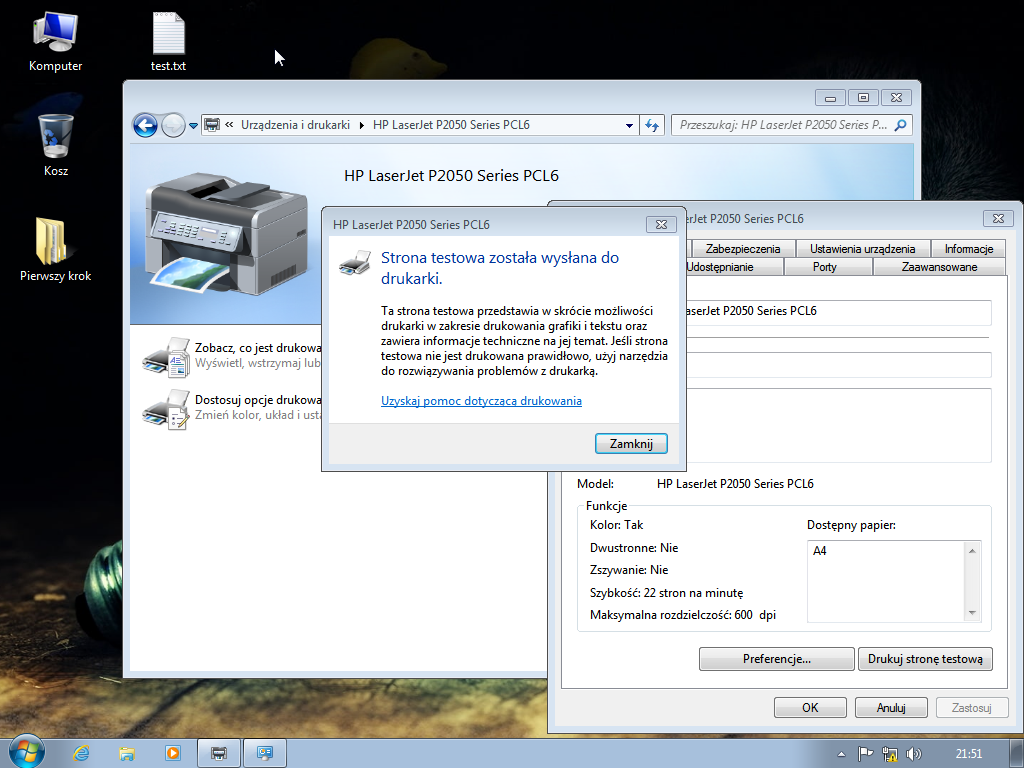 Komputer
test.txt
Kosz
Pierwszy krok
« Urządzenia i drukarki HP LaserJet P2050 Series PCL6
Przeszukaj: HP LaserJet P2050 Series P...
HP LaserJet P2050 Series PCL6
Zobacz, co jest drukowa
Wyświetl, wstrzymaj lub
Dostosuj opcje drukowa
Zmień kolor, układ i usta
HP LaserJet P2050 Series PCL6
Strona testowa została wysłana do
drukarki.
Ta strona testowa przedstawia w skrócie możliwości
drukarki w zakresie drukowania grafiki i tekstu oraz
zawiera informacje techniczne na jej temat. Jeśli strona
testowa nie jest drukowana prawidłowo, użyj narzędzia
do rozwiązywania problemów z drukarką.
Uzyskaj pomoc dotyczącą drukowania
Zamknij
rJet P2050 Series PCL6
Zabezpieczenia Ustawienia urządzenia Informacje
Udostępnianie Porty Zaawansowane
aserJet P2050 Series PCL6
Model: HP LaserJet P2050 Series PCL6
Funkcje
Kolor: Tak
Dwustronne: Nie
Zszywanie: Nie
Szybkość: 22 stron na minutę
Maksymalna rozdzielczość: 600 dpi
Dostępny papier:
A4
Preferencje... Drukuj stronę testową
OK Anuluj Zastosuj
21:51